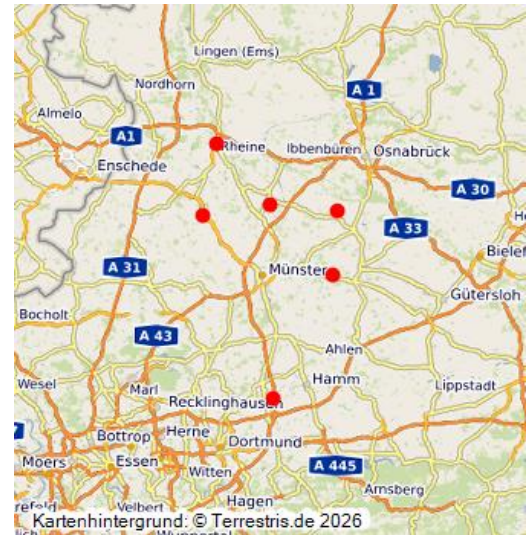 Lingen (Ems)
Nordhorn
A 1
Almelo
A1
Rheine
Ibbenbüren
Osnabrück
Enschede
A 30
A 33
A 31
Münster
Gütersloh
Bocholt
A 43
Ahlen
Wesel
Marl
Hamm
Lippstadt
Recklinghausen
Bottrop
Herne
Dortmund
Moers
Essen
Witten
A 445
Arnsberg
Hagen
Velbert
Kartenhintergrund: © Terrestris.de 2026